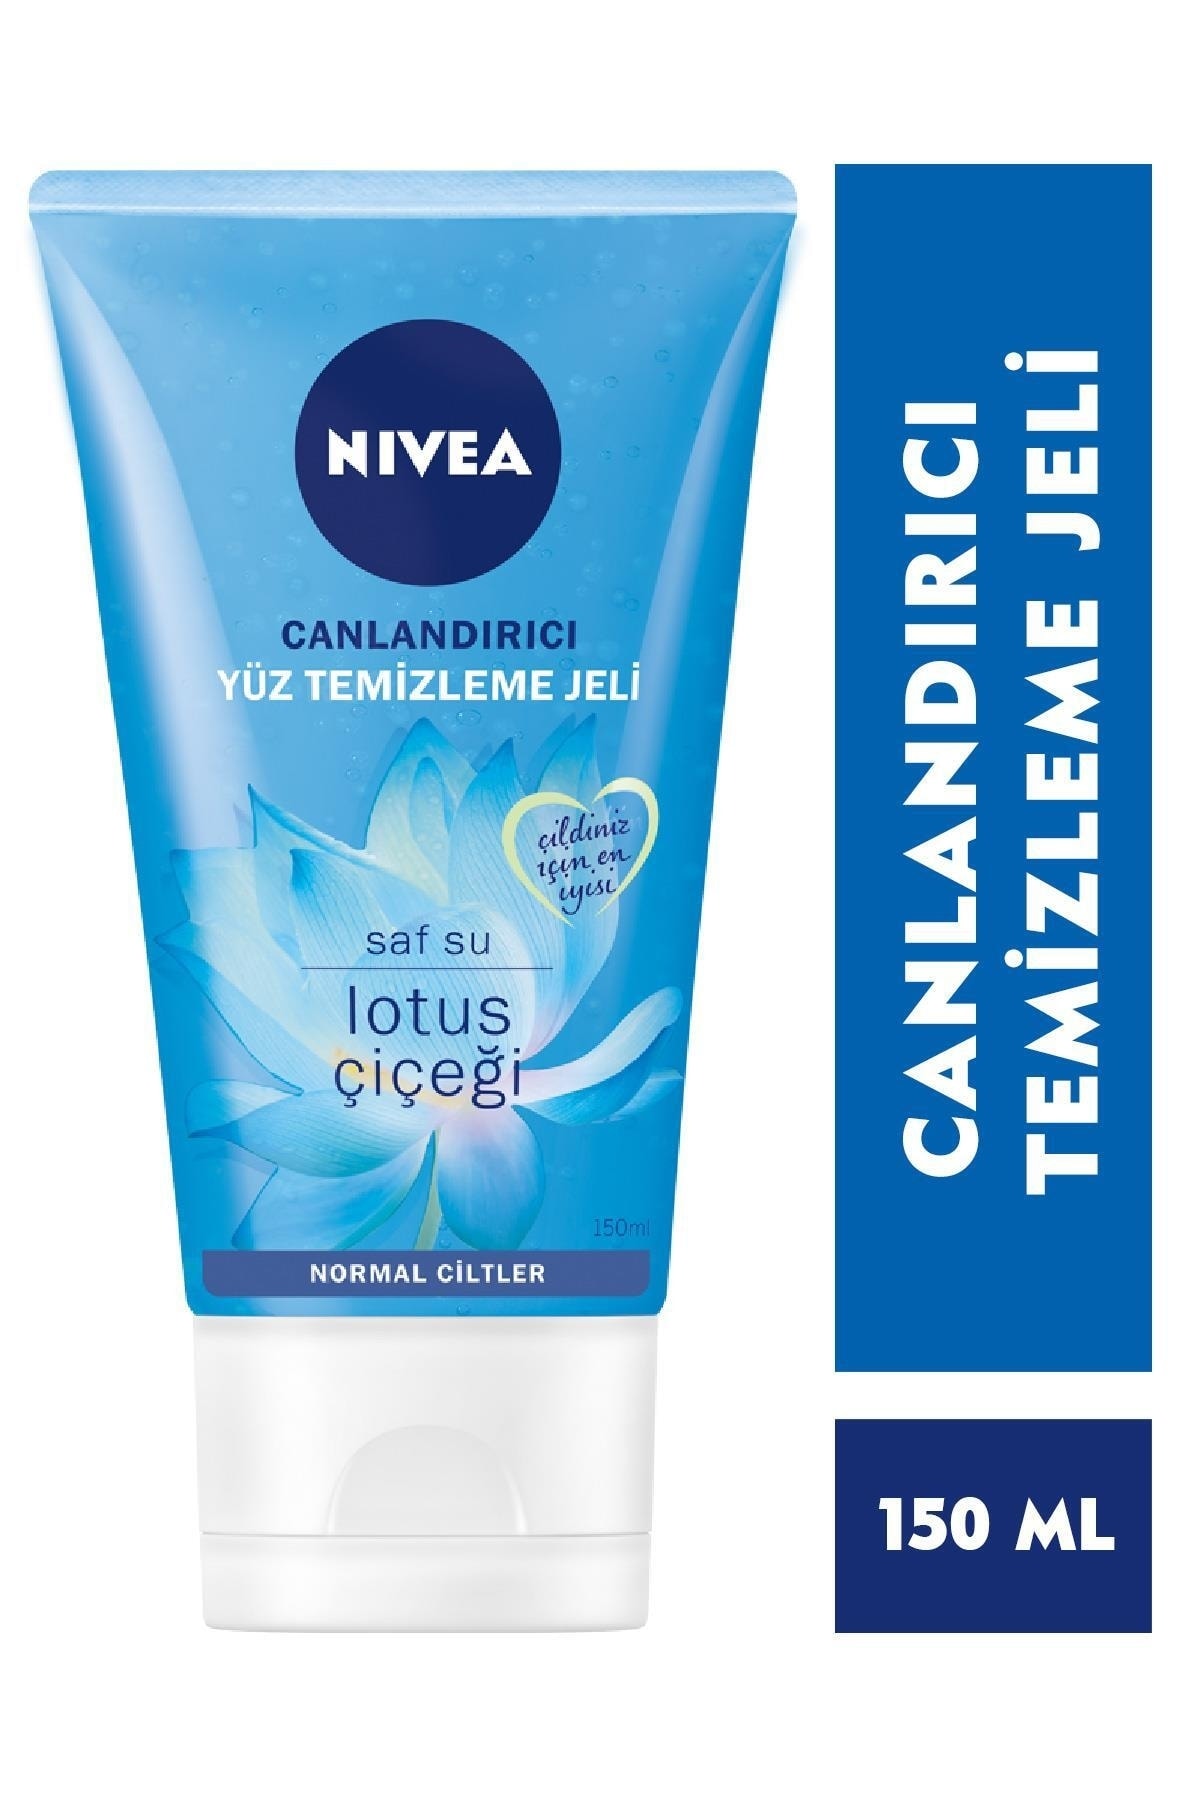 NIVEA
CANLANDIRICI
YÜZ TEMİZLEME JELİ
çildiniz
için en
iyisi
saf su
lotus
çiçeği
150ml
NORMAL CİLTLER
CANLANDIRICI
TEMİZLEME JELİ
150 ML